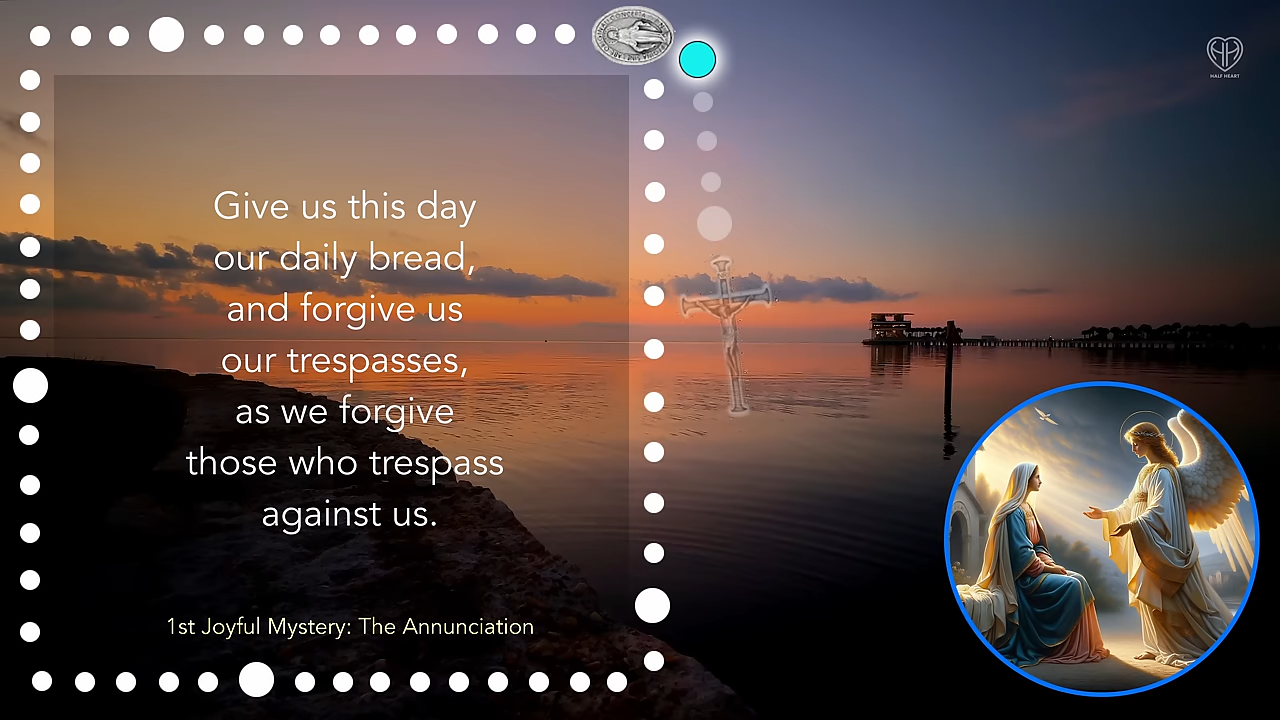 Give us this day
our daily bread,
and forgive us
our trespasses,
as we forgive
those who trespass
against us.
1st Joyful Mystery: The Annunciation
HALF HEART